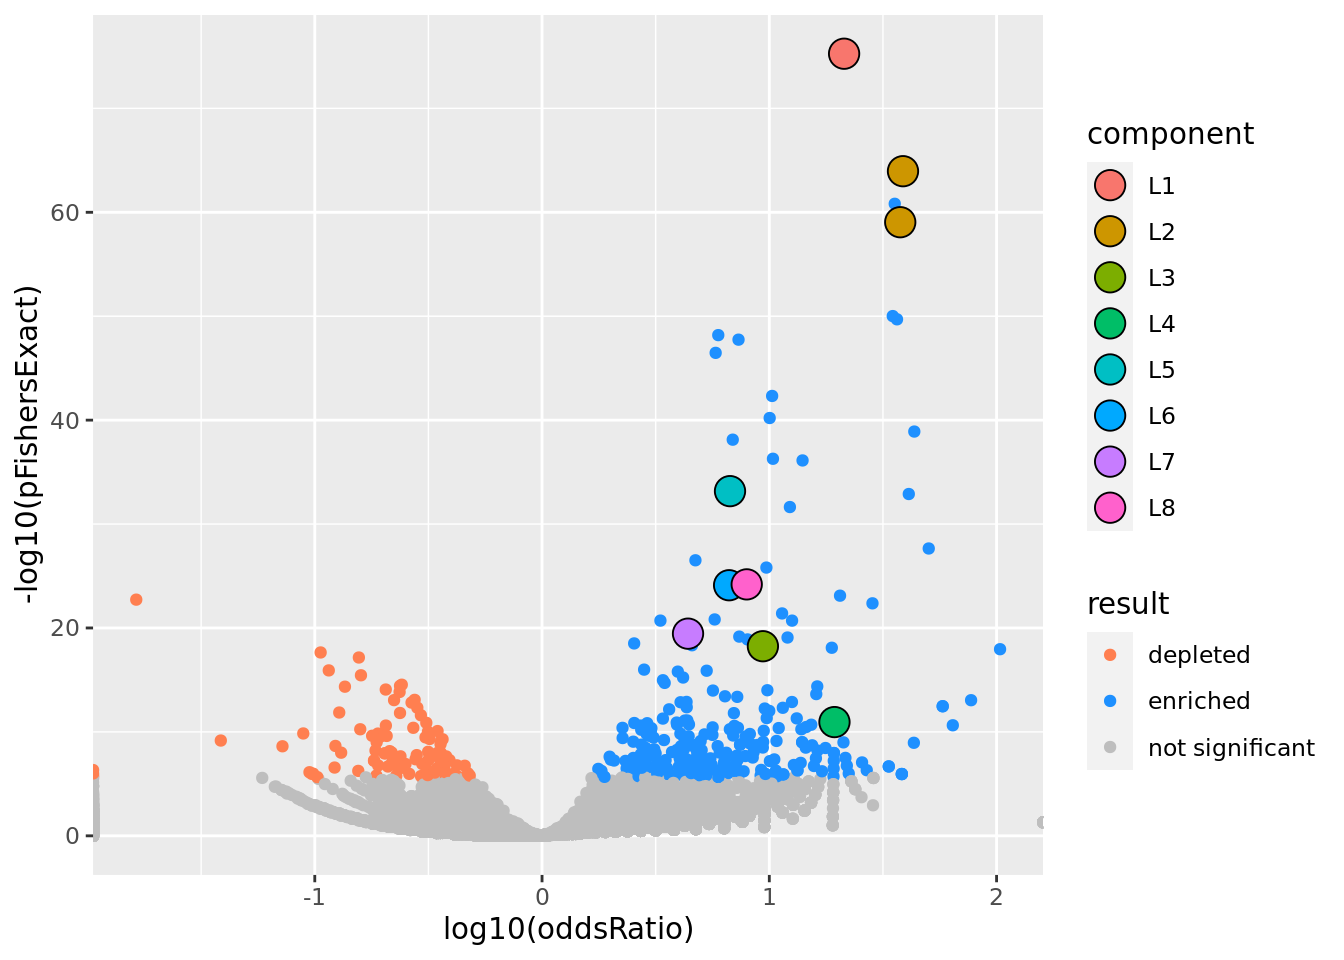 component
L1
L2
L3
L4
L5
L6
L7
L8
result
depleted
enriched
not significant
60
40
20
0
-1
0
1
2
log10(oddsRatio)
-log10(pFishersExact)